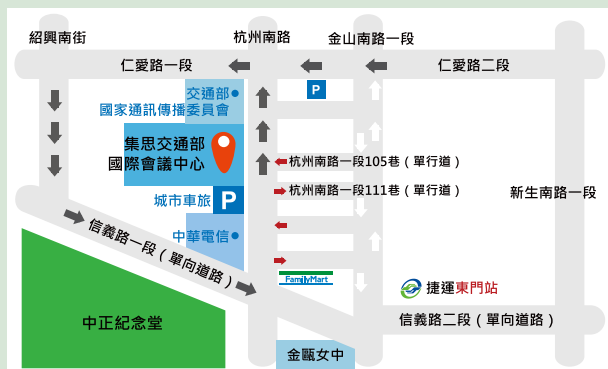 紹興南街
杭州南路
金山南路一段
仁愛路一段
仁愛路二段
交通部
國家通訊傳播委員會
P
集思交通部
國際會議中心
杭州南路一段105巷（單行道）
杭州南路一段111巷（單行道）
新生南路一段
城市車旅
P
中華電信
信義路一段（單向道路）
FamilyMart
捷運東門站
信義路二段（單向道路）
中正紀念堂
金甌女中